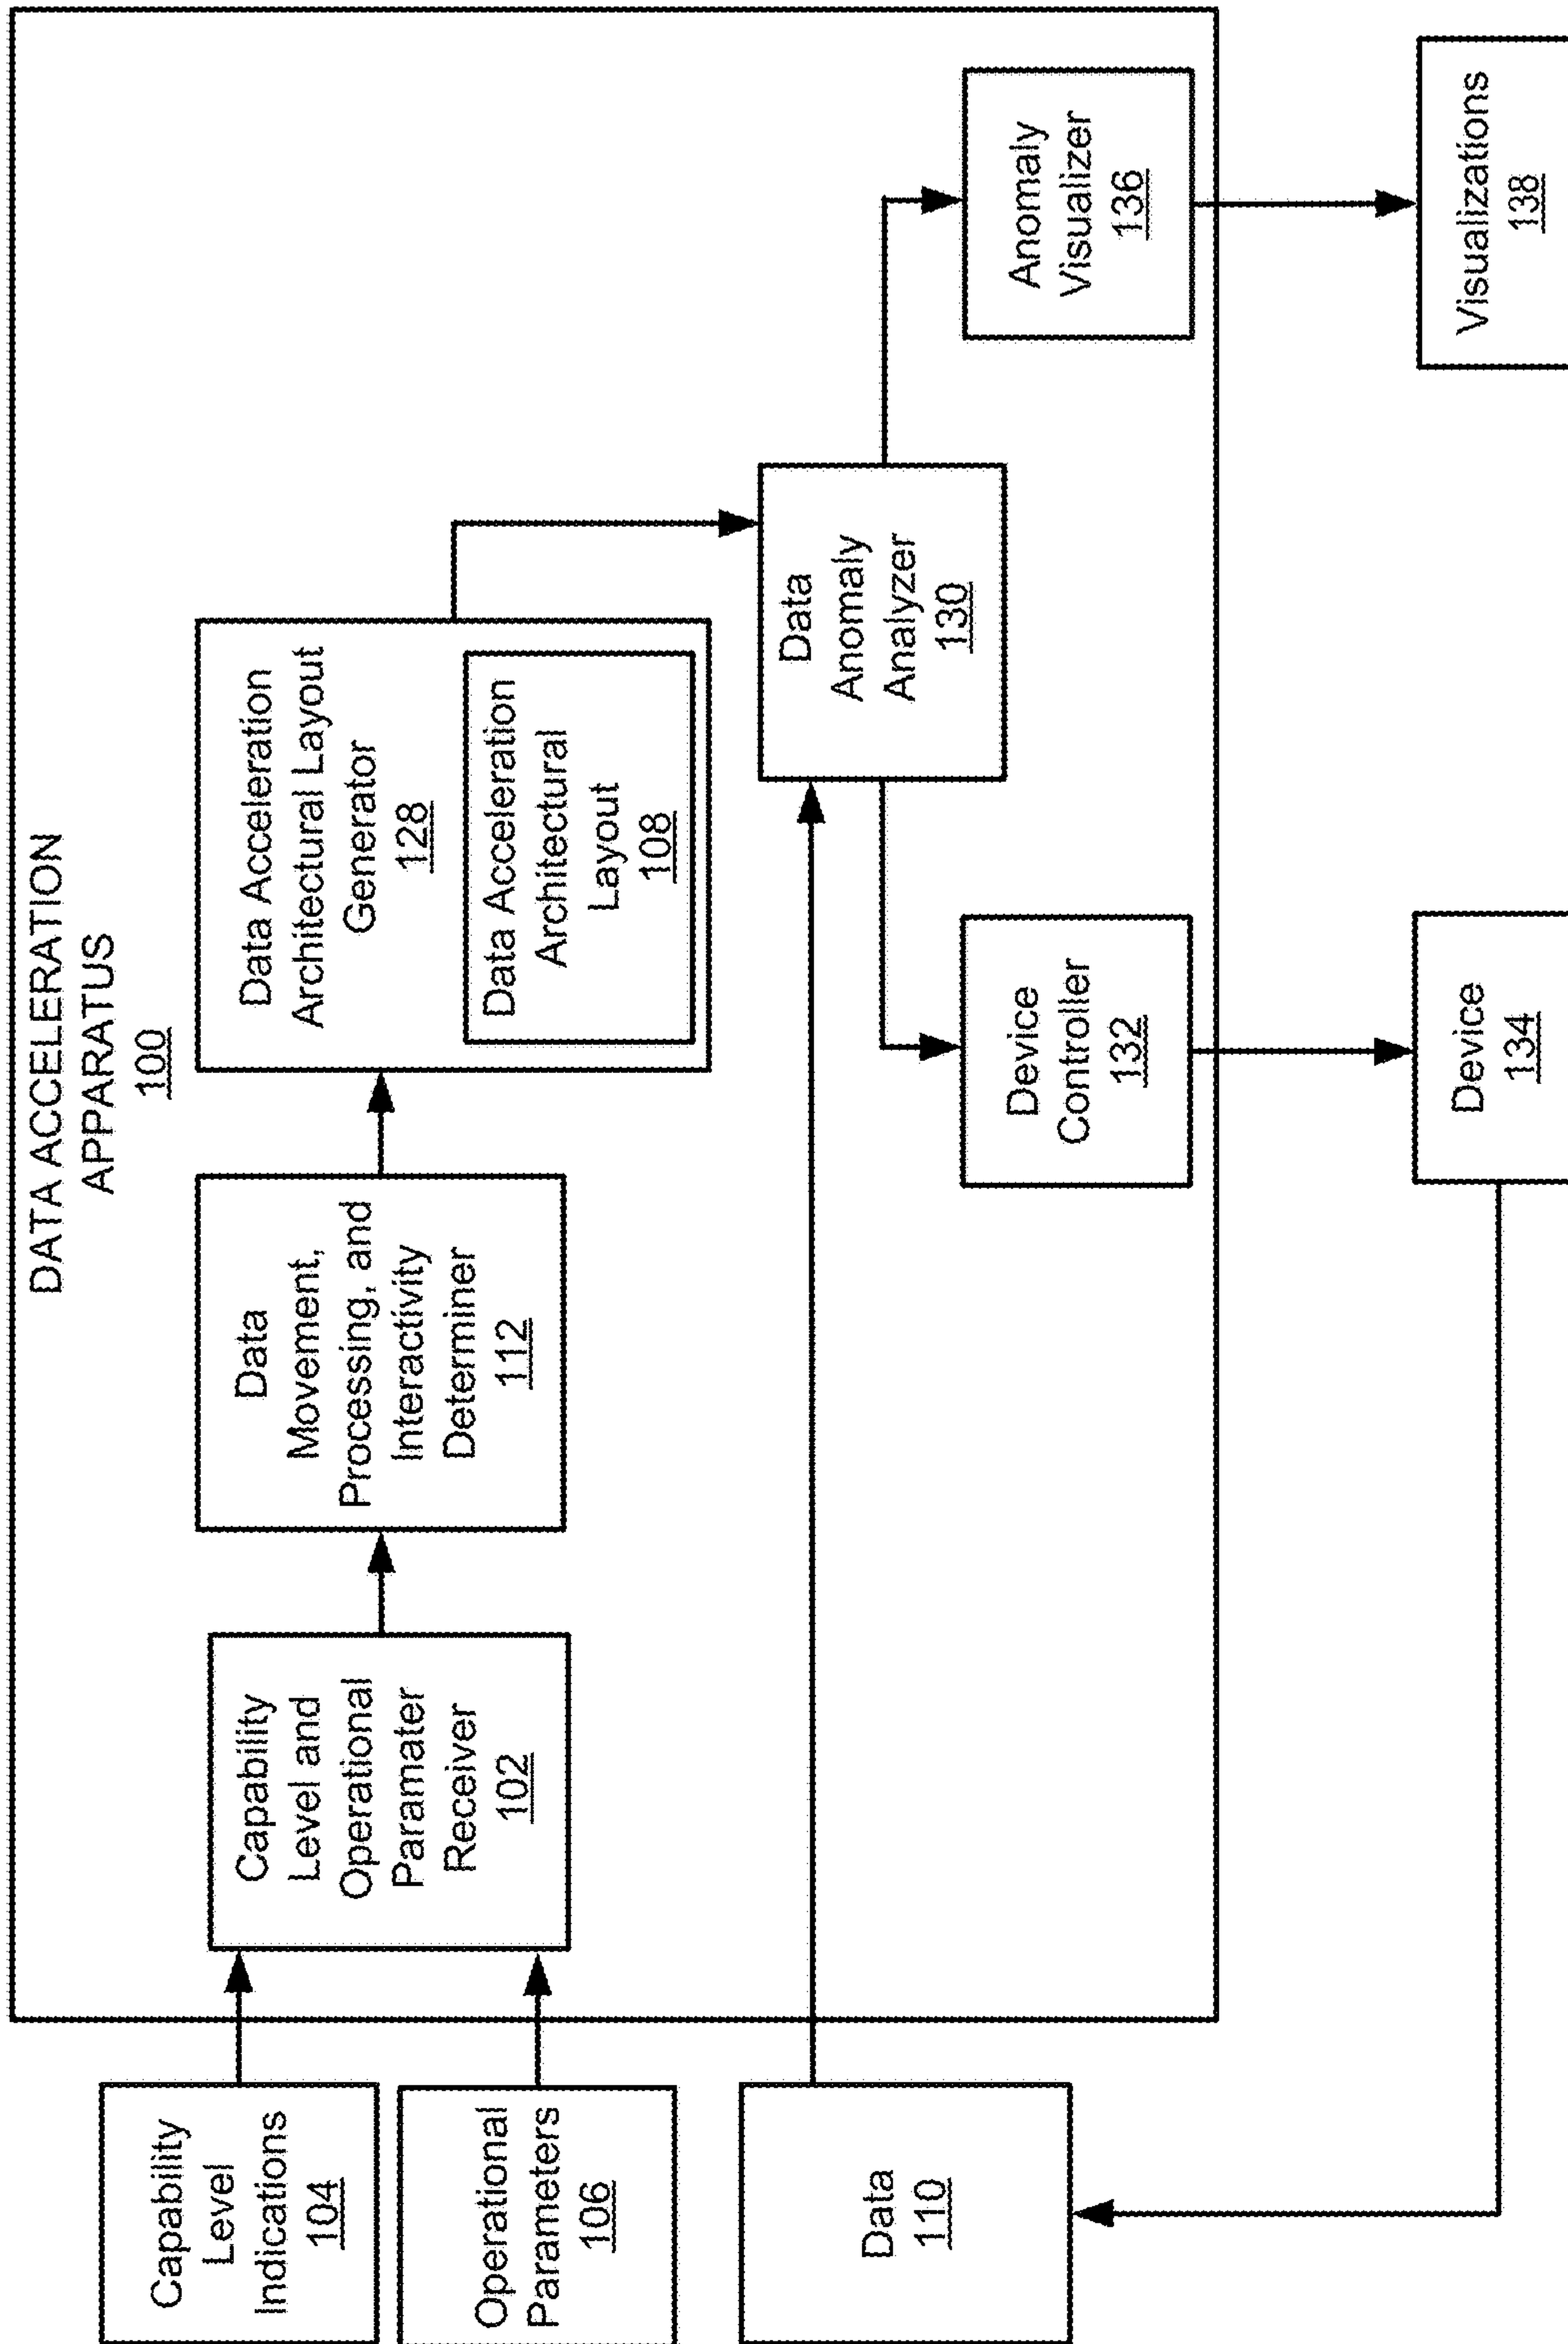 DATA ACCELERATION
APPARATUS
100
Capability
Level
Indications
104
Operational
Parameters
106
Data
110
Capability
Level and
Operational
Paramater
Receiver
102
Data
Movement,
Processing, and
Interactivity
Determiner
112
Data Acceleration
Architectural Layout
Generator
128
Data Acceleration
Architectural
Layout
108
Data
Anomaly
Analyzer
130
Device
Controller
132
Anomaly
Visualizer
136
Device
134
Visualizations
138